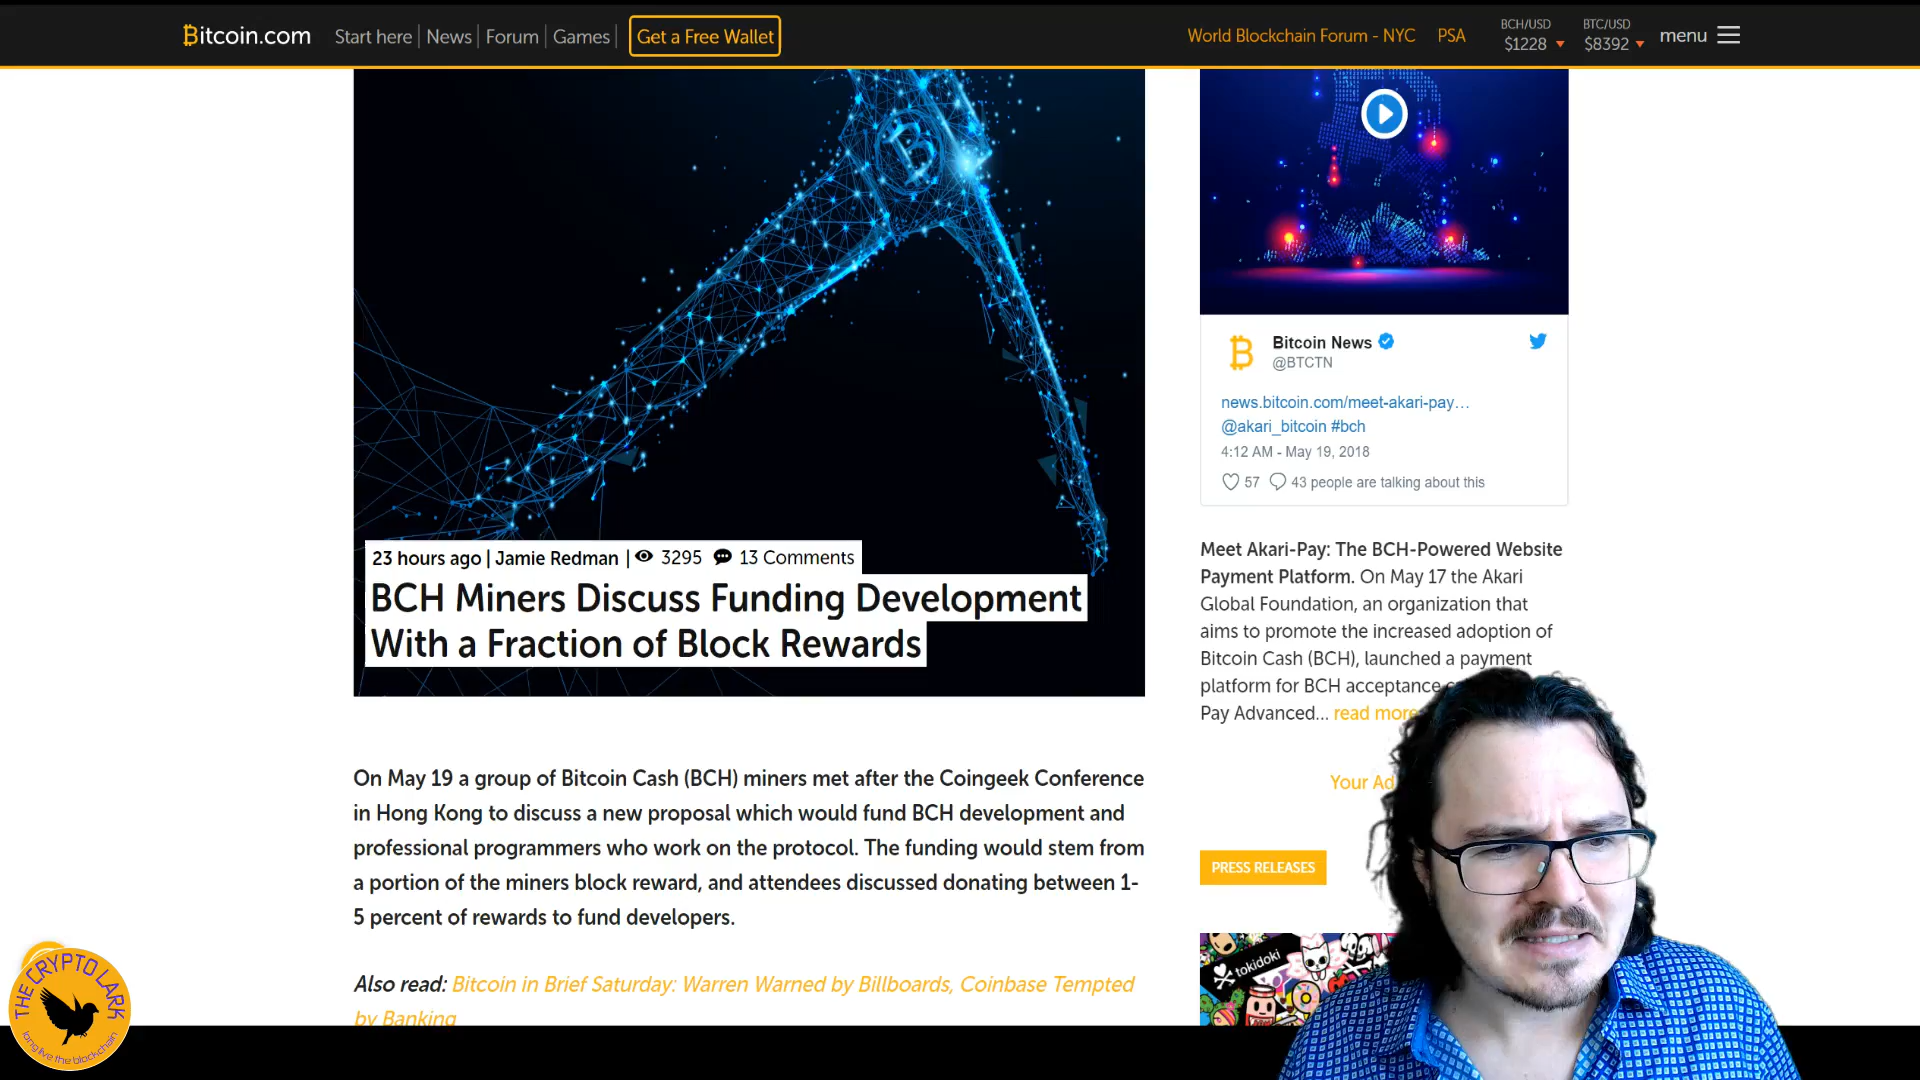 Bitcoin.com
Start here
News
Forum
Games
Get a Free Wallet
World Blockchain Forum - NYC
PSA
BCH/USD
$1228
BTC/USD
$8392
menu
23 hours ago | Jamie Redman | 3295 13 Comments
BCH Miners Discuss Funding Development
With a Fraction of Block Rewards
On May 19 a group of Bitcoin Cash (BCH) miners met after the Coingeek Conference
in Hong Kong to discuss a new proposal which would fund BCH development and
professional programmers who work on the protocol. The funding would stem from
a portion of the miners block reward, and attendees discussed donating between 1-
5 percent of rewards to fund developers.
Also read: Bitcoin in Brief Saturday: Warren Warned by Billboards, Coinbase Tempted
by Banking
Bitcoin News
@BTCTN
news.bitcoin.com/meet-akari-pay…
@akari_bitcoin #bch
4:12 AM - May 19, 2018
57 43 people are talking about this
Meet Akari-Pay: The BCH-Powered Website
Payment Platform. On May 17 the Akari
Global Foundation, an organization that
aims to promote the increased adoption of
Bitcoin Cash (BCH), launched a payment
platform for BCH acceptance
Pay Advanced... read more
Your Ad
PRESS RELEASES
tokidoki
THE CRYPTO LARK
long live the blockchain